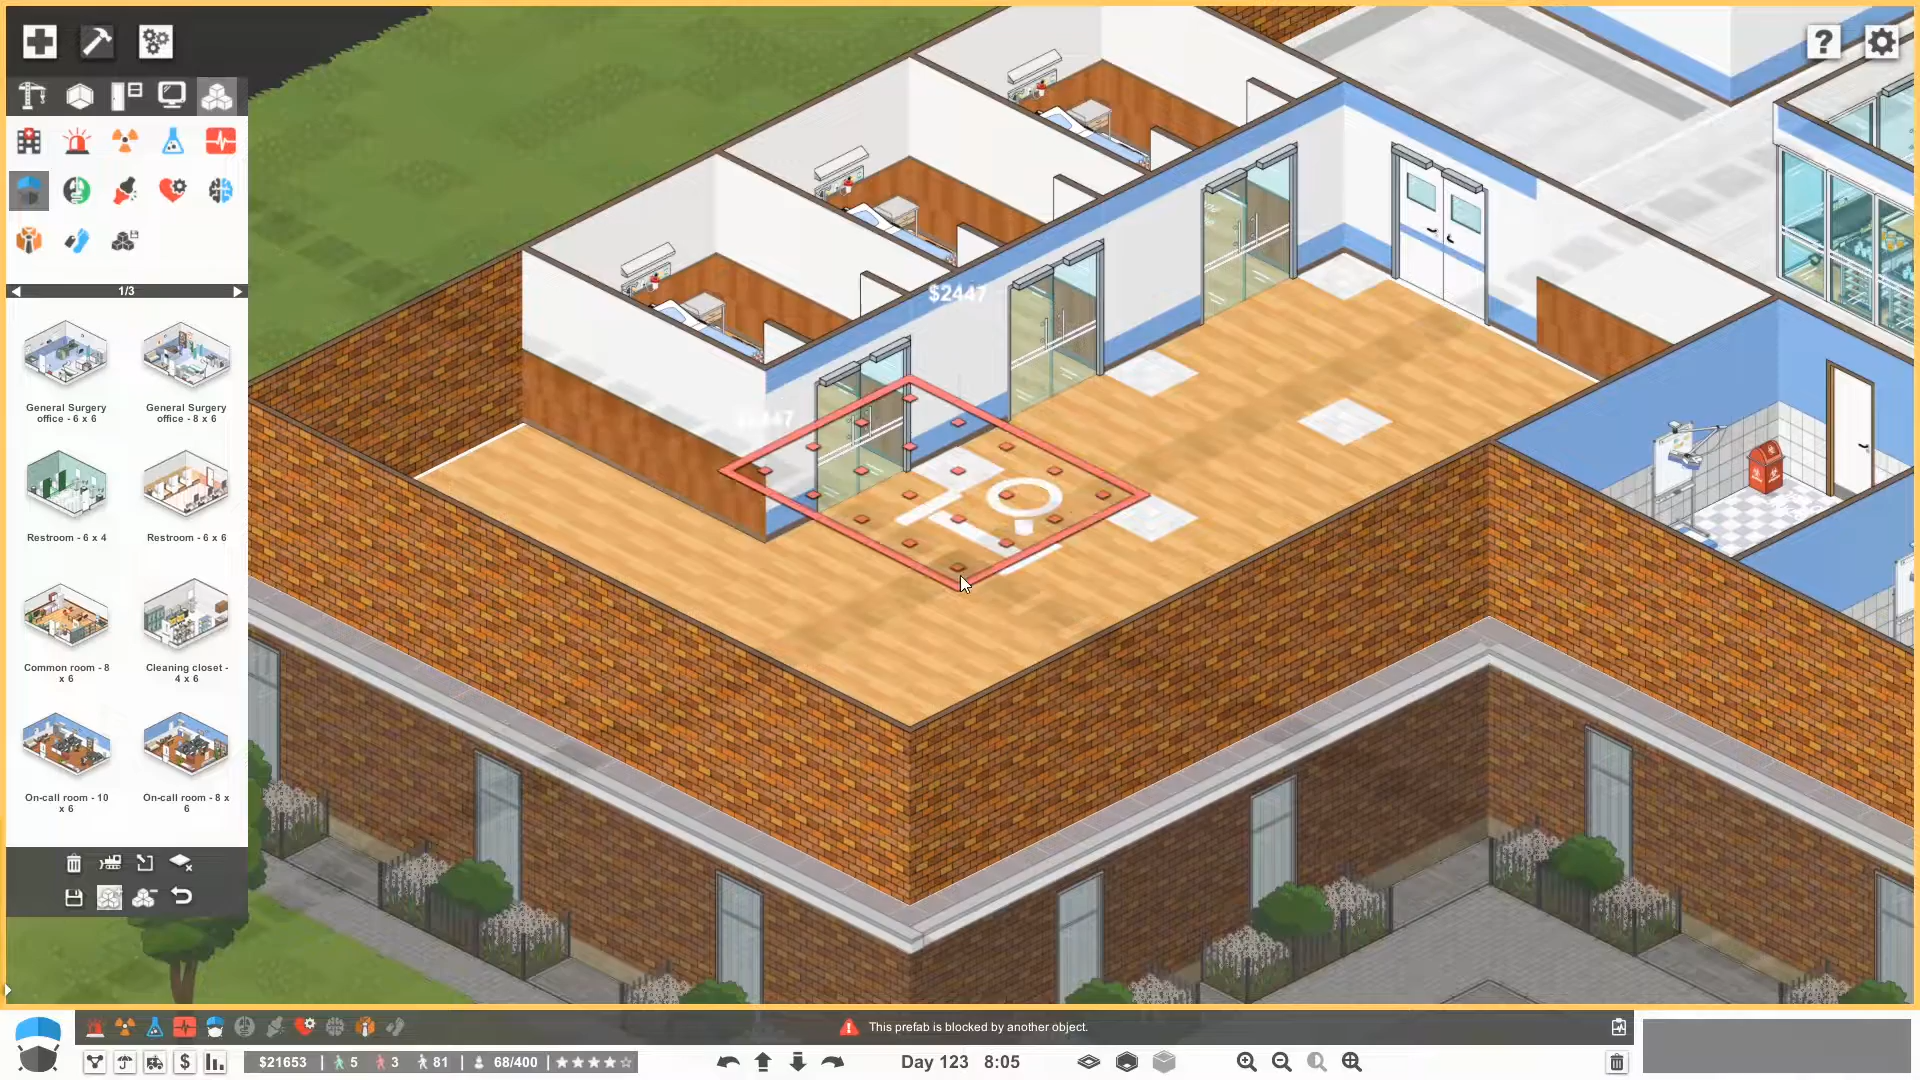 ?
1/3
General Surgery
office - 6 x 6
General Surgery
office - 8 x 6
Restroom - 6 x 4
Restroom - 6 x 6
Common room - 8
x 6
Cleaning closet -
4 x 6
On-call room - 10
x 6
On-call room - 8 x
6
$2447
This prefab is blocked by another object.
$21653 | 5 3 81 | 68/400
Day 123 8:05